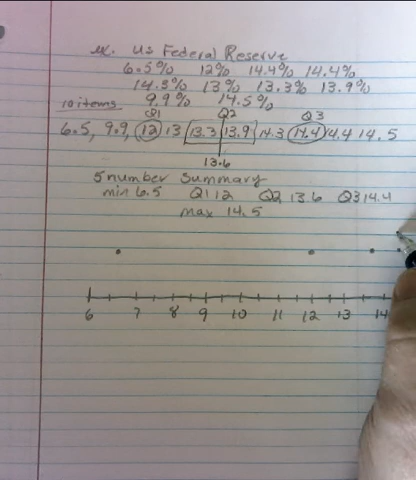 ex. US Federal Reserve
6.5% 12% 14.4% 14.4%
14.3% 13% 13.3% 13.9%
10 items 9.9% 14.5%
Q1 Q2 Q3
6.5, 9.9, 12 13 13.3 13.9 14.3 14.4 14.4 14.5
13.6
5 number summary
min 6.5 Q1 12 Q2 13.6 Q3 14.4
max 14.5
6 7 8 9 10 11 12 13 14